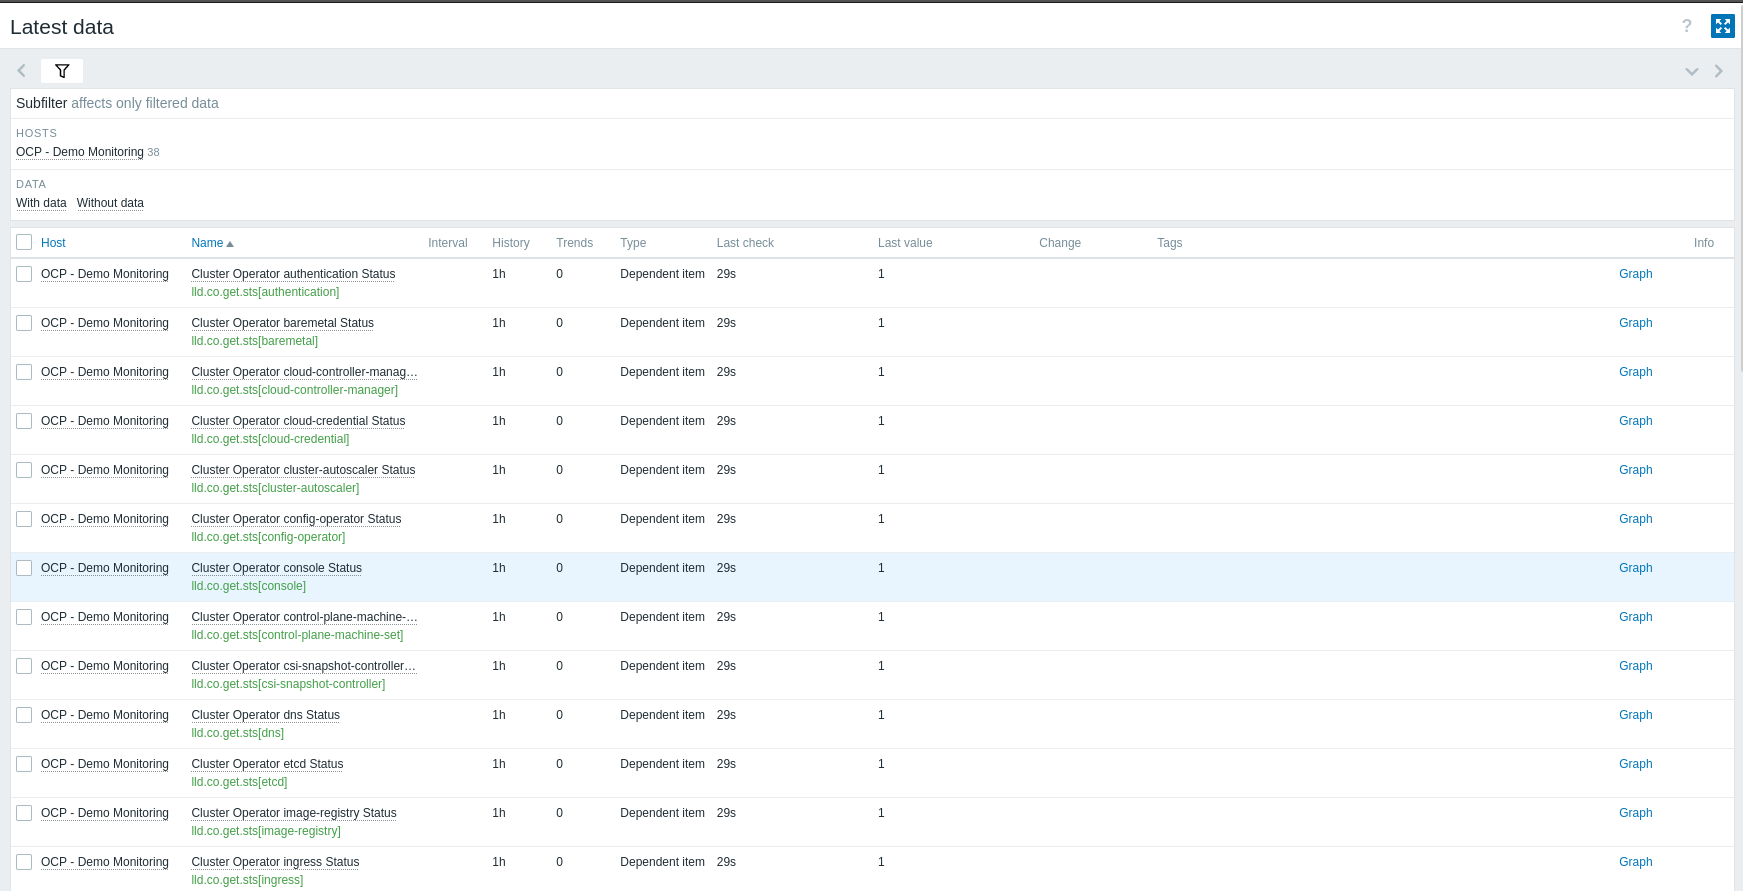 Latest data
?
Subfilter affects only filtered data
HOSTS
OCP - Demo Monitoring 38
DATA
With data Without data
Host Name Interval History Trends Type Last check Last value Change Tags Info
OCP - Demo Monitoring Cluster Operator authentication Status 1h 0 Dependent item 29s 1 Graph
lld.co.get.sts[authentication]
OCP - Demo Monitoring Cluster Operator baremetal Status 1h 0 Dependent item 29s 1 Graph
lld.co.get.sts[baremetal]
OCP - Demo Monitoring Cluster Operator cloud-controller-manag… 1h 0 Dependent item 29s 1 Graph
lld.co.get.sts[cloud-controller-manager]
OCP - Demo Monitoring Cluster Operator cloud-credential Status 1h 0 Dependent item 29s 1 Graph
lld.co.get.sts[cloud-credential]
OCP - Demo Monitoring Cluster Operator cluster-autoscaler Status 1h 0 Dependent item 29s 1 Graph
lld.co.get.sts[cluster-autoscaler]
OCP - Demo Monitoring Cluster Operator config-operator Status 1h 0 Dependent item 29s 1 Graph
lld.co.get.sts[config-operator]
OCP - Demo Monitoring Cluster Operator console Status 1h 0 Dependent item 29s 1 Graph
lld.co.get.sts[console]
OCP - Demo Monitoring Cluster Operator control-plane-machine-… 1h 0 Dependent item 29s 1 Graph
lld.co.get.sts[control-plane-machine-set]
OCP - Demo Monitoring Cluster Operator csi-snapshot-controller… 1h 0 Dependent item 29s 1 Graph
lld.co.get.sts[csi-snapshot-controller]
OCP - Demo Monitoring Cluster Operator dns Status 1h 0 Dependent item 29s 1 Graph
lld.co.get.sts[dns]
OCP - Demo Monitoring Cluster Operator etcd Status 1h 0 Dependent item 29s 1 Graph
lld.co.get.sts[etcd]
OCP - Demo Monitoring Cluster Operator image-registry Status 1h 0 Dependent item 29s 1 Graph
lld.co.get.sts[image-registry]
OCP - Demo Monitoring Cluster Operator ingress Status 1h 0 Dependent item 29s 1 Graph
lld.co.get.sts[ingress]